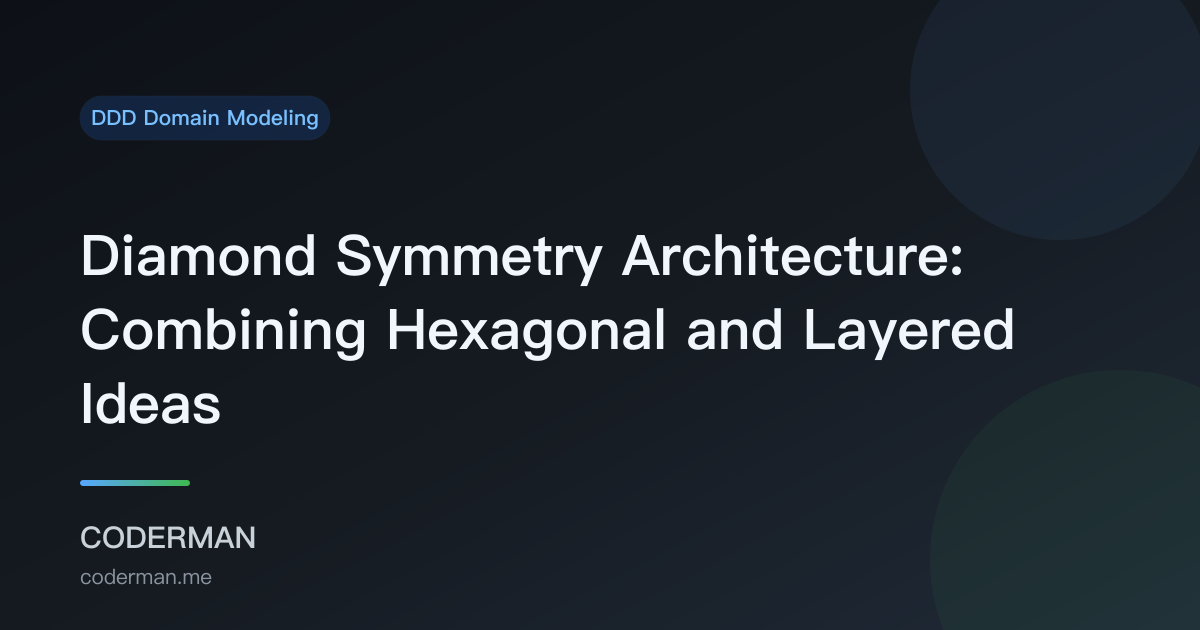 DDD Domain Modeling
Diamond Symmetry Architecture:
Combining Hexagonal and Layered
Ideas
CODERMAN
coderman.me